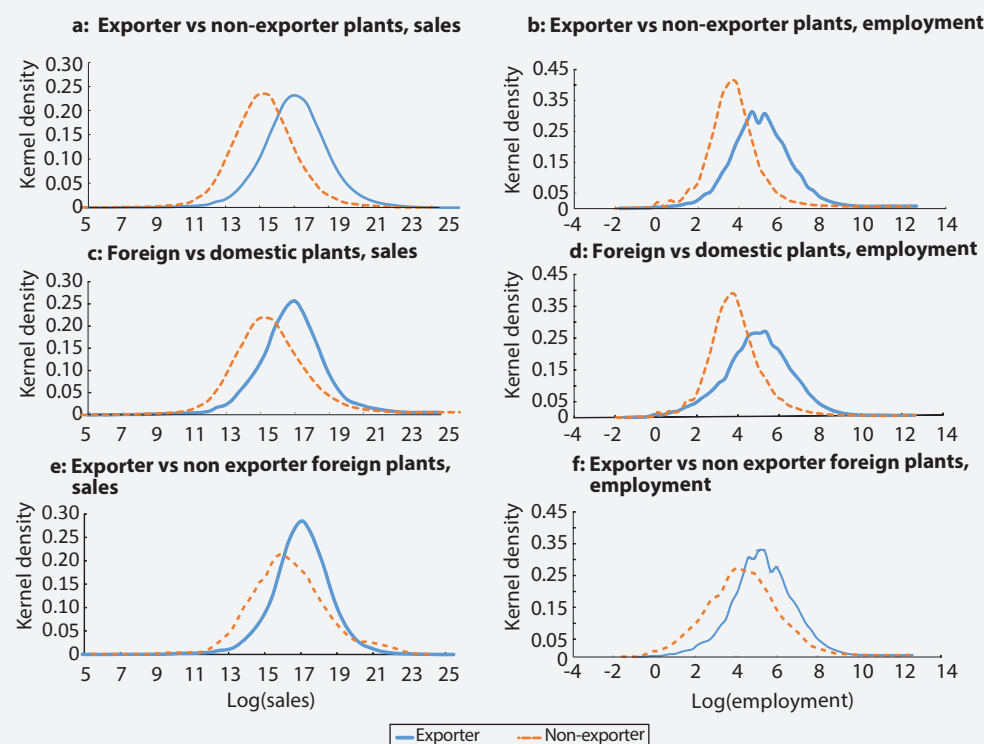 a: Exporter vs non-exporter plants, sales
Kernel density
0.30
0.25
0.20
0.15
0.10
0.05
0
5 7 9 11 13 15 17 19 21 23 25
b: Exporter vs non-exporter plants, employment
Kernel density
0.45
0.35
0.25
0.15
0.05
0
-4 -2 0 2 4 6 8 10 12 14
c: Foreign vs domestic plants, sales
Kernel density
0.30
0.25
0.20
0.15
0.10
0.05
0
5 7 9 11 13 15 17 19 21 23 25
d: Foreign vs domestic plants, employment
Kernel density
0.45
0.35
0.25
0.15
0.05
0
-4 -2 0 2 4 6 8 10 12 14
e: Exporter vs non exporter foreign plants,
sales
Kernel density
0.30
0.25
0.20
0.15
0.10
0.05
0
5 7 9 11 13 15 17 19 21 23 25
Log(sales)
f: Exporter vs non exporter foreign plants,
employment
Kernel density
0.45
0.35
0.25
0.15
0.05
0
-4 -2 0 2 4 6 8 10 12 14
Log(employment)
Exporter Non-exporter